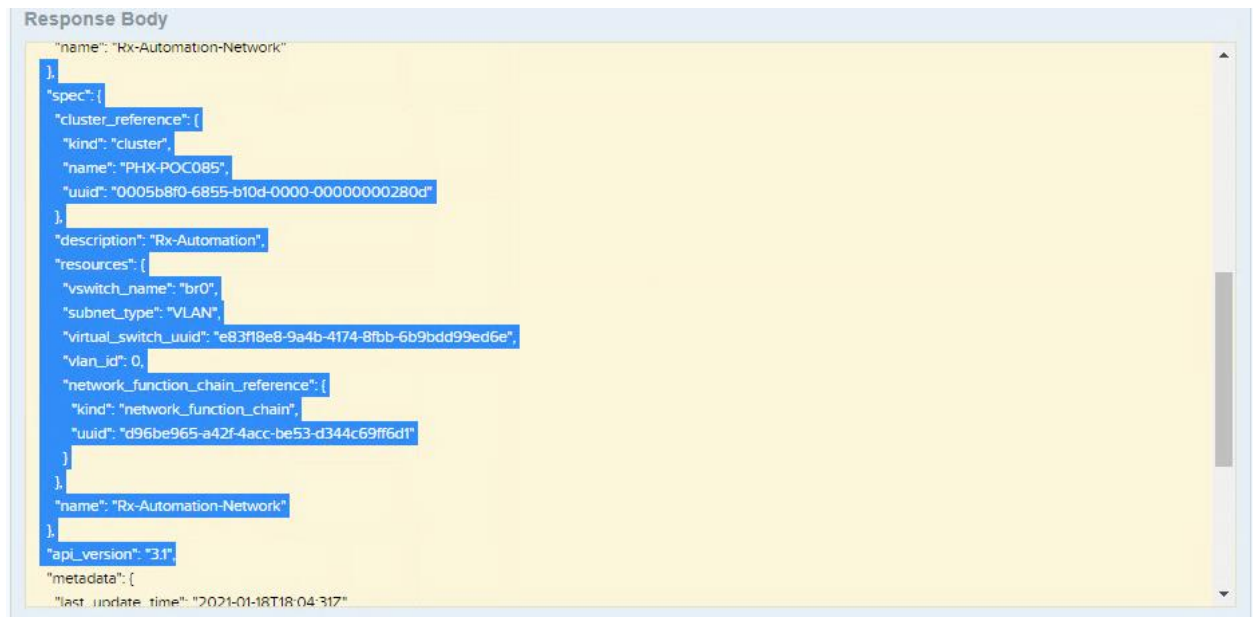 Response Body
"name": "Rx-Automation-Network"
},
"spec": {
"cluster_reference": {
"kind": "cluster",
"name": "PHX-POC085",
"uuid": "0005b8f0-6855-b10d-0000-00000000280d"
},
"description": "Rx-Automation",
"resources": {
"vswitch_name": "br0",
"subnet_type": "VLAN",
"virtual_switch_uuid": "e83f18e8-9a4b-4174-8fbb-6b9bdd99ed6e",
"vlan_id": 0,
"network_function_chain_reference": {
"kind": "network_function_chain",
"uuid": "d96be965-a42f-4acc-be53-d344c69ff6d1"
}
},
"name": "Rx-Automation-Network"
},
"api_version": "3.1",
"metadata": {
"last_update_time": "2021-01-18T18:04:31Z"